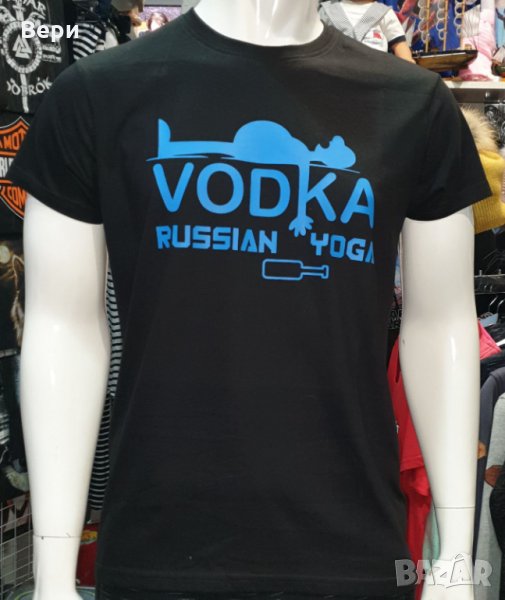 Вери
VODKA
RUSSIAN YOGA
BAZAR